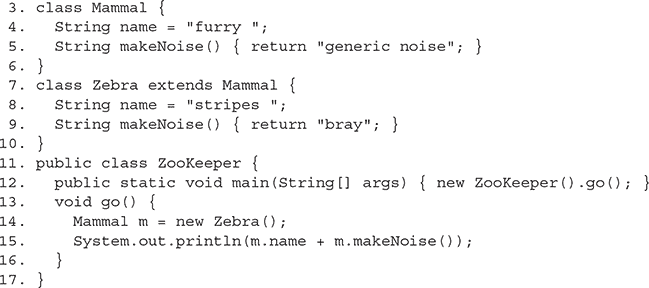 3. class Mammal {
4.   String name = "furry ";
5.   String makeNoise() { return "generic noise"; }
6. }
7. class Zebra extends Mammal {
8.   String name = "stripes ";
9.   String makeNoise() { return "bray"; }
10. }
11. public class ZooKeeper {
12.   public static void main(String[] args) { new ZooKeeper().go(); }
13.   void go() {
14.     Mammal m = new Zebra();
15.     System.out.println(m.name + m.makeNoise());
16.   }
17. }